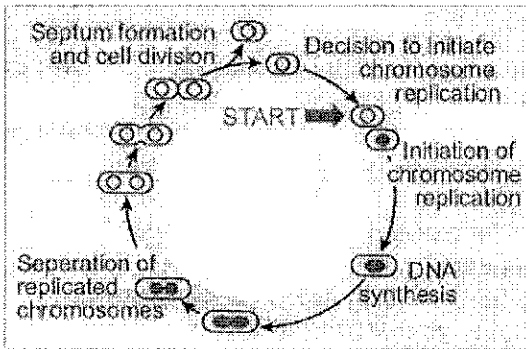 Septum formation
and cell division
Decision to initiate
chromosome
replication
START
Initiation of
chromosome
replication
DNA
synthesis
Seperation of
replicated
chromosomes